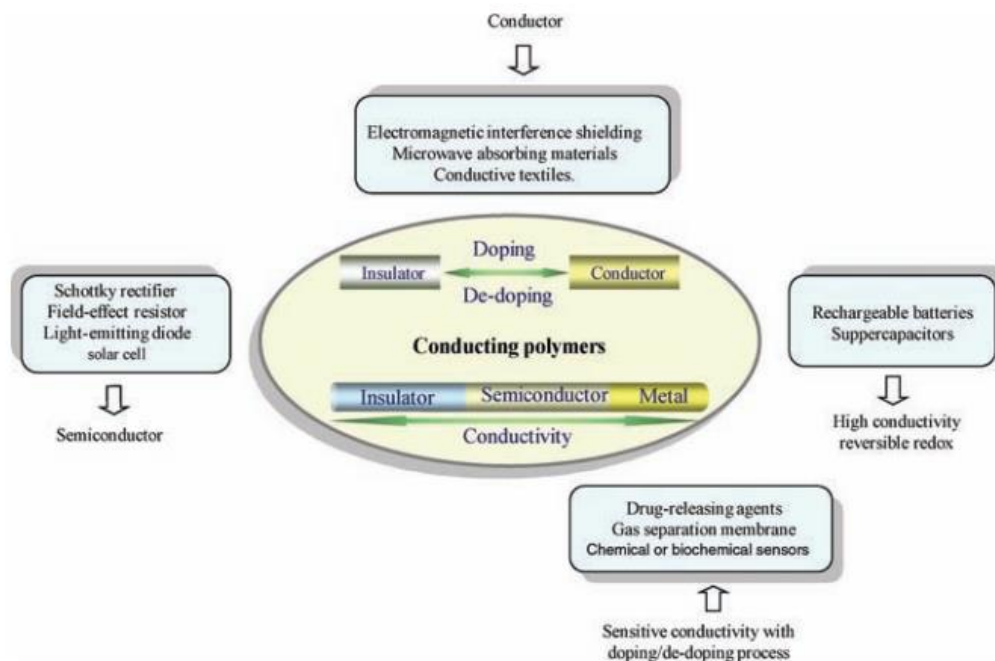 Conductor
Electromagnetic interference shielding
Microwave absorbing materials
Conductive textiles.
Schottky rectifier
Field-effect resistor
Light-emitting diode
solar cell
Semiconductor
Doping
Insulator
Conductor
De-doping
Conducting polymers
Insulator Semiconductor Metal
Conductivity
Rechargeable batteries
Suppercapacitors
High conductivity
reversible redox
Drug-releasing agents
Gas separation membrane
Chemical or biochemical sensors
Sensitive conductivity with
doping/de-doping process